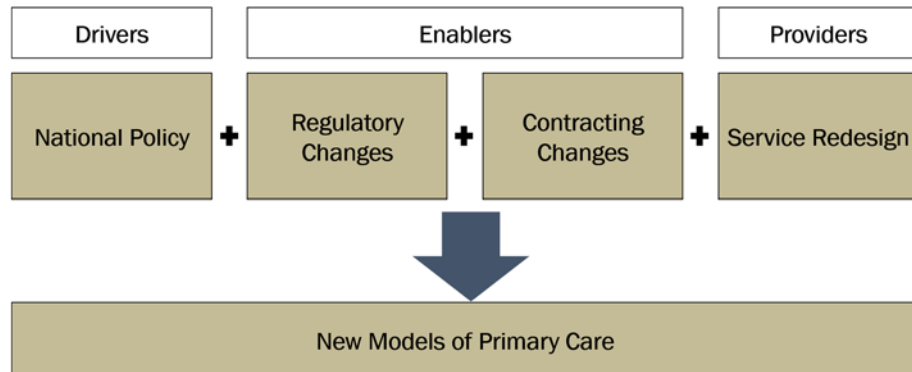 Drivers
Enablers
Providers
National Policy
+
Regulatory
Changes
+
Contracting
Changes
+
Service Redesign
New Models of Primary Care